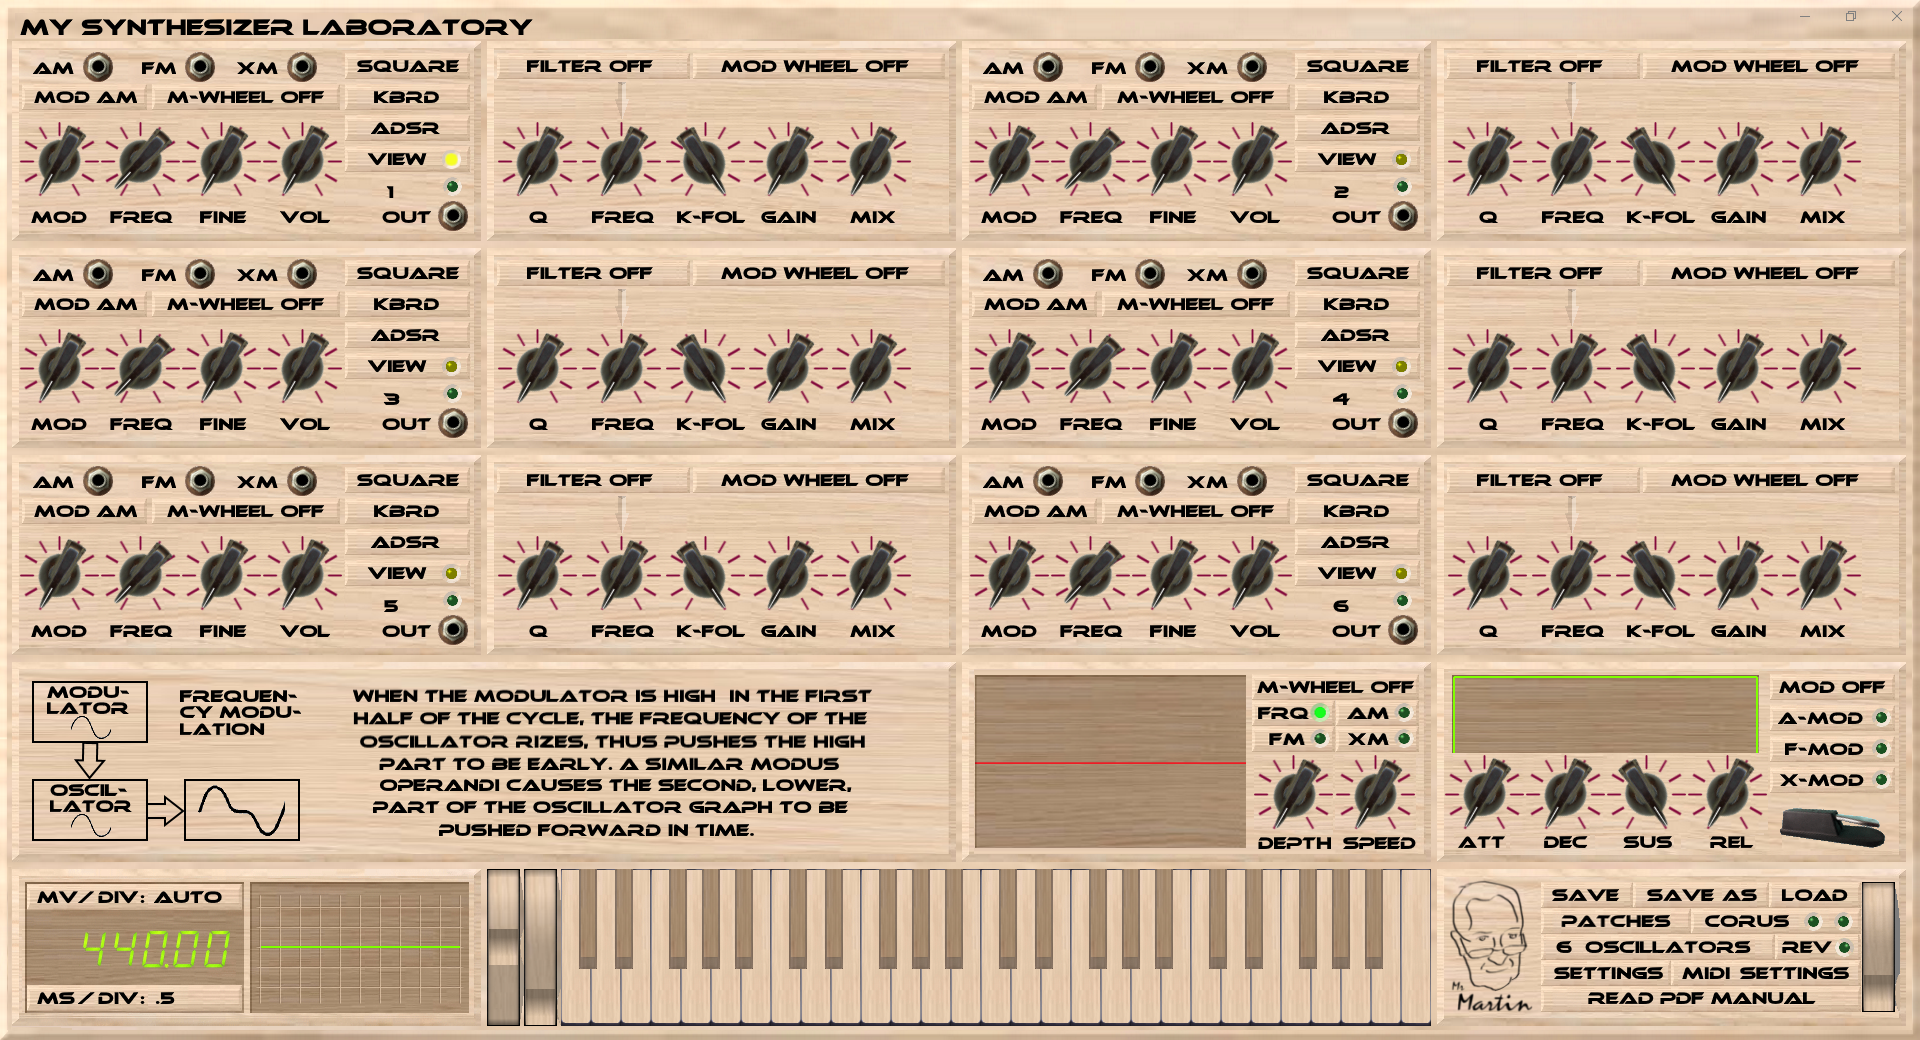 MY SYNTHESIZER LABORATORY
AM FM XM SQUARE FILTER OFF MOD WHEEL OFF AM FM XM SQUARE FILTER OFF MOD WHEEL OFF
MOD AM M-WHEEL OFF KBRD MOD AM M-WHEEL OFF KBRD
ADSR ADSR
VIEW VIEW
1 2
MOD FREQ FINE VOL OUT Q FREQ K-FOL GAIN MIX MOD FREQ FINE VOL OUT Q FREQ K-FOL GAIN MIX
AM FM XM SQUARE FILTER OFF MOD WHEEL OFF AM FM XM SQUARE FILTER OFF MOD WHEEL OFF
MOD AM M-WHEEL OFF KBRD MOD AM M-WHEEL OFF KBRD
ADSR ADSR
VIEW VIEW
3 4
MOD FREQ FINE VOL OUT Q FREQ K-FOL GAIN MIX MOD FREQ FINE VOL OUT Q FREQ K-FOL GAIN MIX
AM FM XM SQUARE FILTER OFF MOD WHEEL OFF AM FM XM SQUARE FILTER OFF MOD WHEEL OFF
MOD AM M-WHEEL OFF KBRD MOD AM M-WHEEL OFF KBRD
ADSR ADSR
VIEW VIEW
5 6
MOD FREQ FINE VOL OUT Q FREQ K-FOL GAIN MIX MOD FREQ FINE VOL OUT Q FREQ K-FOL GAIN MIX
MODU-
LATOR
OSCIL-
LATOR
FREQUEN-
CY MODU-
LATION
WHEN THE MODULATOR IS HIGH IN THE FIRST
HALF OF THE CYCLE, THE FREQUENCY OF THE
OSCILLATOR RIZES, THUS PUSHES THE HIGH
PART TO BE EARLY. A SIMILAR MODUS
OPERANDI CAUSES THE SECOND, LOWER,
PART OF THE OSCILLATOR GRAPH TO BE
PUSHED FORWARD IN TIME.
M-WHEEL OFF
FRQ AM
FM XM
DEPTH SPEED
MOD OFF
A-MOD
F-MOD
X-MOD
ATT DEC SUS REL
MV/DIV: AUTO
440.00
MS/DIV: .5
Mr
Martin
SAVE SAVE AS LOAD
PATCHES CORUS
6 OSCILLATORS REV
SETTINGS MIDI SETTINGS
READ PDF MANUAL